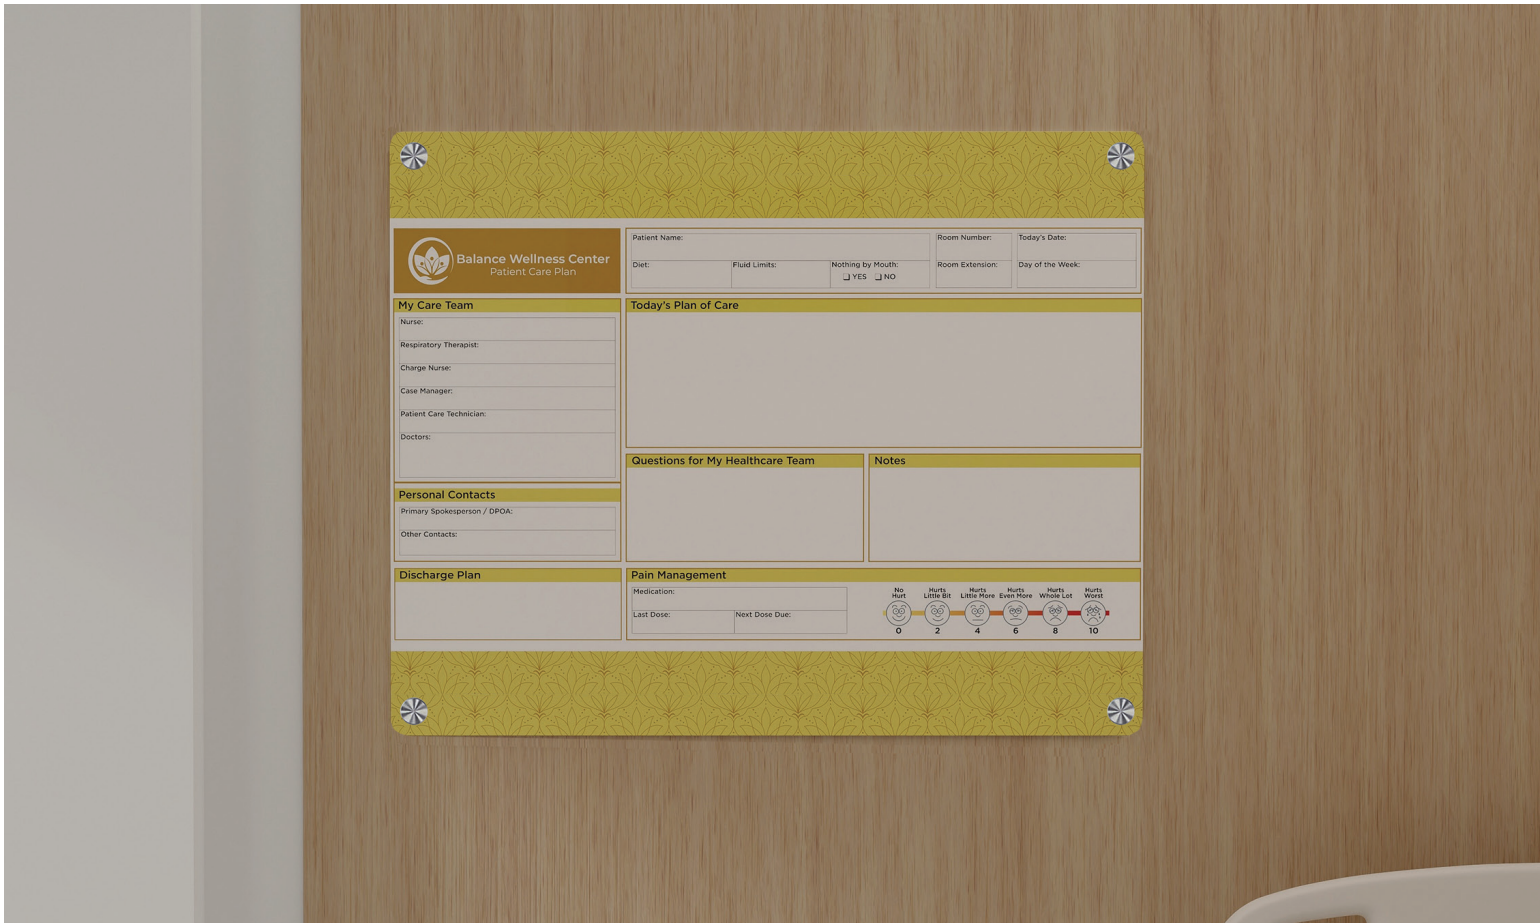 Balance Wellness Center
Patient Care Plan
Patient Name:
Room Number:
Today's Date:
Diet:
Fluid Limits:
Nothing by Mouth:
❏ YES ❏ NO
Room Extension:
Day of the Week:
My Care Team
Nurse:
Respiratory Therapist:
Charge Nurse:
Case Manager:
Patient Care Technician:
Doctors:
Personal Contacts
Primary Spokesperson / DPOA:
Other Contacts:
Discharge Plan
Today's Plan of Care
Questions for My Healthcare Team
Notes
Pain Management
Medication:
Last Dose:
Next Dose Due:
No
Hurt
0
Hurts
Little Bit
2
Hurts
Little More
4
Hurts
Even More
6
Hurts
Whole Lot
8
Hurts
Worst
10